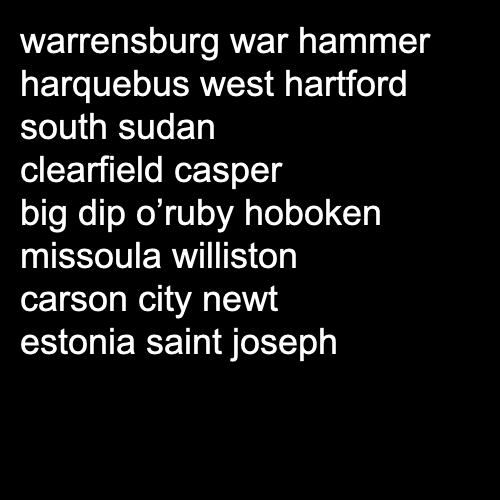 warrensburg war hammer
harquebus west hartford
south sudan
clearfield casper
big dip o’ruby hoboken
missoula williston
carson city newt
estonia saint joseph